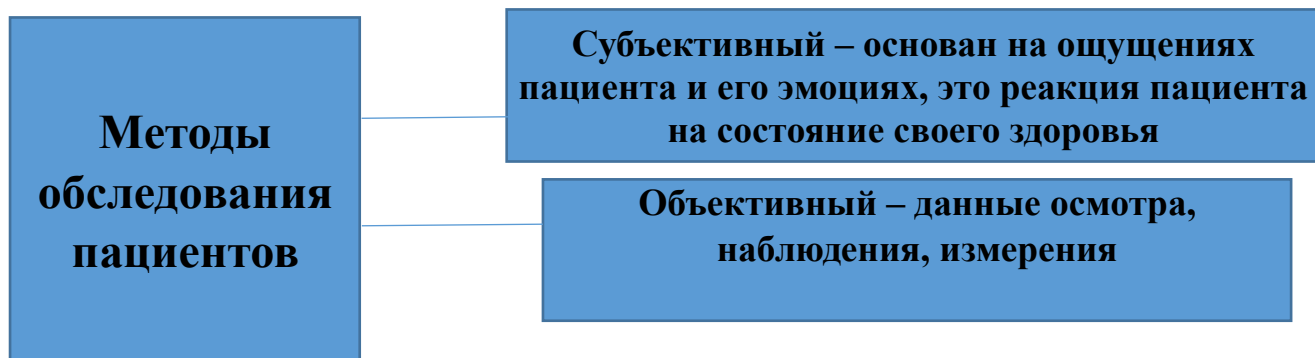 Методы
обследования
пациентов
Субъективный – основан на ощущениях
пациента и его эмоциях, это реакция пациента
на состояние своего здоровья
Объективный – данные осмотра,
наблюдения, измерения